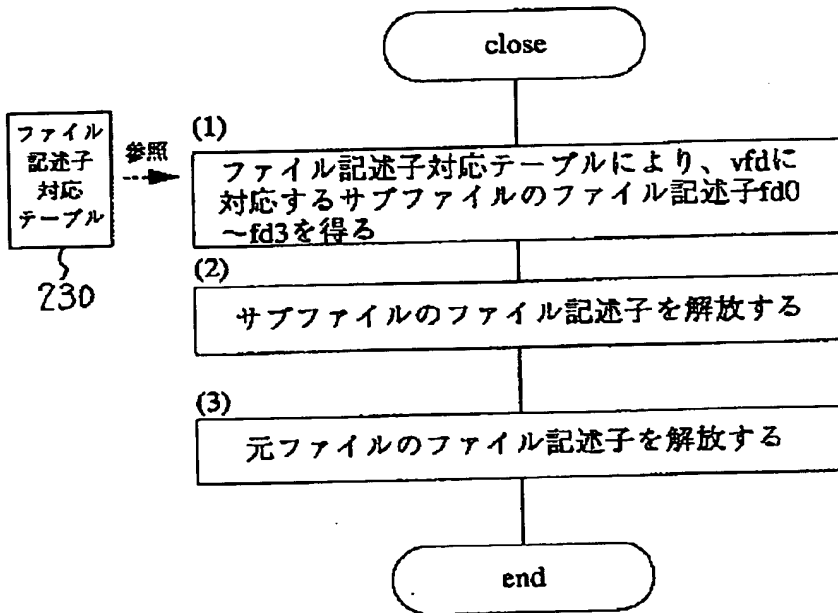 close
ファイル
記述子
対応
テーブル
参照
230
(1)
ファイル記述子対応テーブルにより、vfdに
対応するサブファイルのファイル記述子fd0
～fd3を得る
(2)
サブファイルのファイル記述子を解放する
(3)
元ファイルのファイル記述子を解放する
end